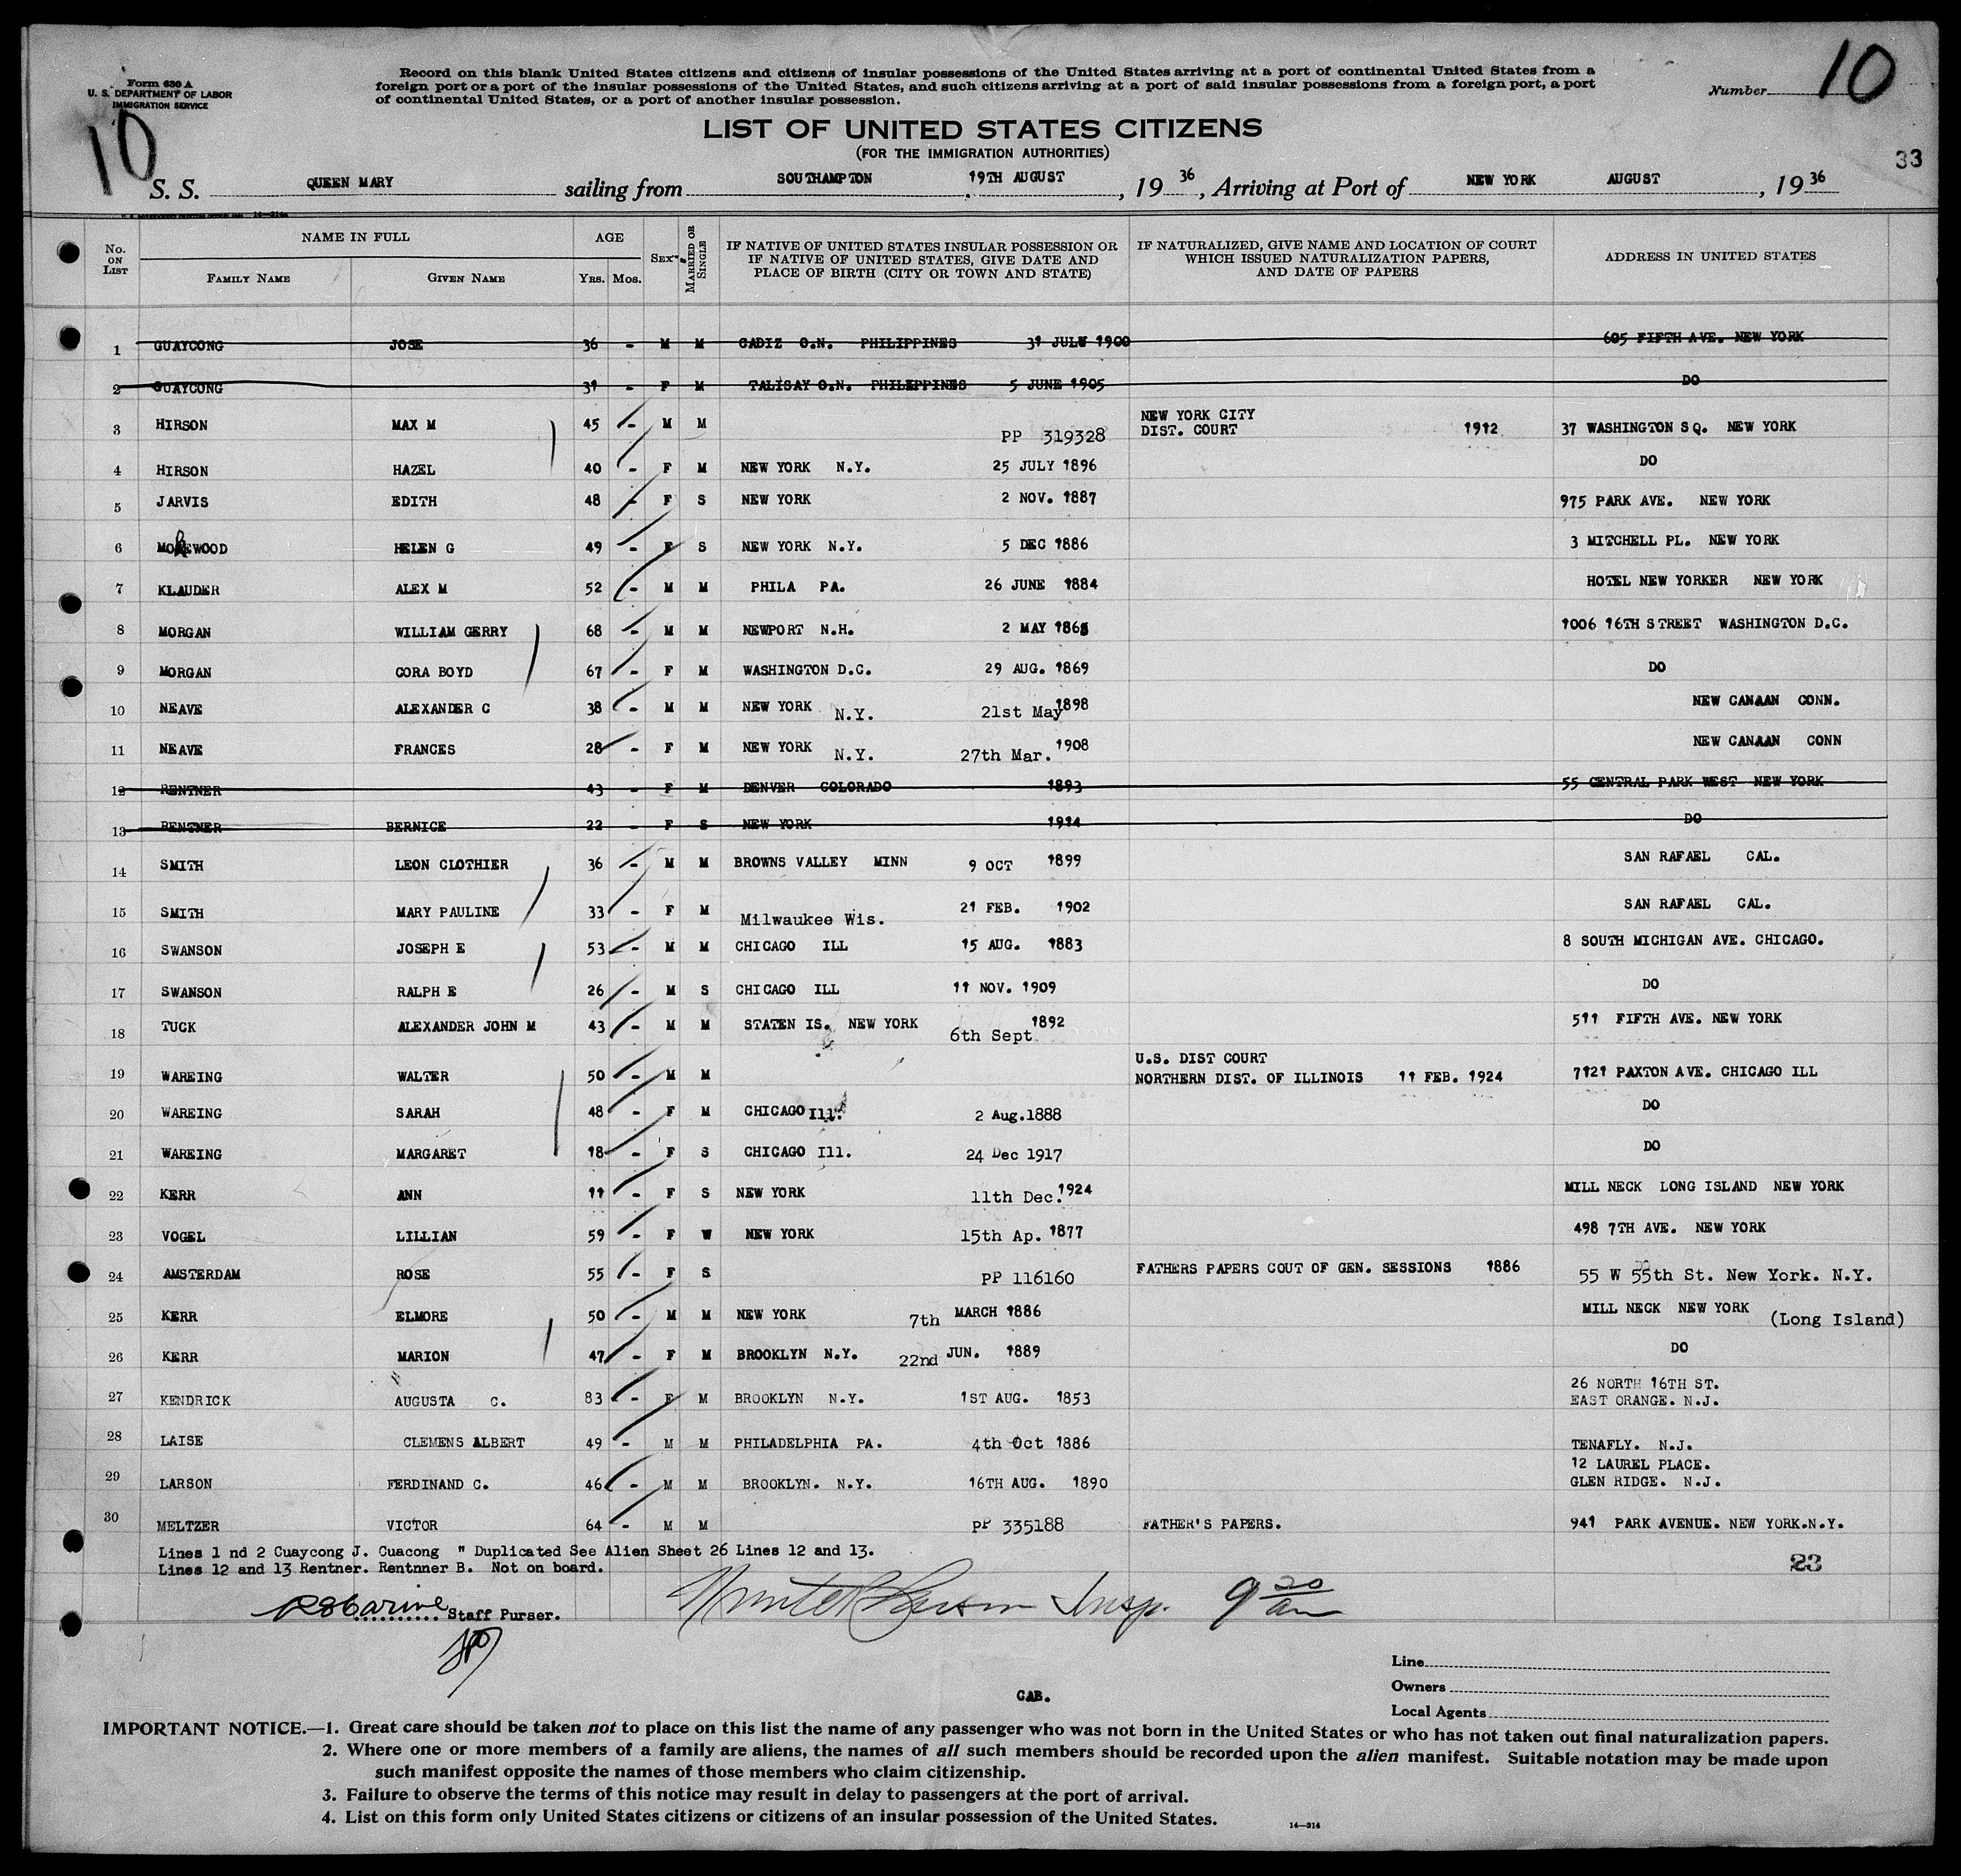 Form 630 A
U. S. DEPARTMENT OF LABOR
IMMIGRATION SERVICE
Record on this blank United States citizens and citizens of insular possessions of the United States arriving at a port of continental United States from a
foreign port or a port of the insular possessions of the United States, and such citizens arriving at a port of said insular possessions from a foreign port, a port
of continental United States, or a port of another insular possession.
Number 10
10
LIST OF UNITED STATES CITIZENS
(FOR THE IMMIGRATION AUTHORITIES)
33
S. S. QUEEN MARY sailing from SOUTHAMPTON 19TH AUGUST, 19 36, Arriving at Port of NEW YORK AUGUST, 19 36
No. ON LIST
NAME IN FULL
FAMILY NAME GIVEN NAME
AGE
YRS. MOS.
SEX
MARRIED OR SINGLE
IF NATIVE OF UNITED STATES INSULAR POSSESSION OR
IF NATIVE OF UNITED STATES, GIVE DATE AND
PLACE OF BIRTH (CITY OR TOWN AND STATE)
IF NATURALIZED, GIVE NAME AND LOCATION OF COURT
WHICH ISSUED NATURALIZATION PAPERS,
AND DATE OF PAPERS
ADDRESS IN UNITED STATES
1 GUAYCONG JOSE 36 - M M CADIZ O.N. PHILIPPINES 31 JULY 1900 605 FIFTH AVE. NEW YORK
2 GUAYCONG 31 - F M TALISAY O.N. PHILIPPINES 5 JUNE 1905 DO
3 HIRSON MAX M 45 - M M PP 319328 NEW YORK CITY DIST. COURT 1912 37 WASHINGTON SQ. NEW YORK
4 HIRSON HAZEL 40 - F M NEW YORK N.Y. 25 JULY 1896 DO
5 JARVIS EDITH 48 - F S NEW YORK 2 NOV. 1887 975 PARK AVE. NEW YORK
6 MOREWOOD HELEN G 49 - F S NEW YORK N.Y. 5 DEC 1886 3 MITCHELL PL. NEW YORK
7 KLAUDER ALEX M 52 - M M PHILA PA. 26 JUNE 1884 HOTEL NEW YORKER NEW YORK
8 MORGAN WILLIAM GERRY 68 - M M NEWPORT N.H. 2 MAY 1868 1006 16TH STREET WASHINGTON D.C.
9 MORGAN CORA BOYD 67 - F M WASHINGTON D.C. 29 AUG. 1869 DO
10 NEAVE ALEXANDER C 38 - M M NEW YORK N.Y. 21st May 1898 NEW CANAAN CONN.
11 NEAVE FRANCES 28 - F M NEW YORK N.Y. 27th Mar. 1908 NEW CANAAN CONN
12 RENTNER 43 - F M DENVER COLORADO 1893 55 CENTRAL PARK WEST NEW YORK
13 RENTNER BERNICE 22 - F S NEW YORK 1914 DO
14 SMITH LEON CLOTHIER 36 - M M BROWNS VALLEY MINN 9 OCT 1899 SAN RAFAEL CAL.
15 SMITH MARY PAULINE 33 - F M Milwaukee Wis. 21 FEB. 1902 SAN RAFAEL CAL.
16 SWANSON JOSEPH E 53 - M M CHICAGO ILL 15 AUG. 1883 8 SOUTH MICHIGAN AVE. CHICAGO.
17 SWANSON RALPH E 26 - M S CHICAGO ILL 11 NOV. 1909 DO
18 TUCK ALEXANDER JOHN M 43 - M M STATEN IS. NEW YORK 6th Sept 1892 511 FIFTH AVE. NEW YORK
19 WAREING WALTER 50 - M M U.S. DIST COURT NORTHERN DIST. OF ILLINOIS 11 FEB. 1924 7121 PAXTON AVE. CHICAGO ILL
20 WAREING SARAH 48 - F M CHICAGO Ill. 2 Aug.1888 DO
21 WAREING MARGARET 18 - F S CHICAGO Ill. 24 Dec 1917 DO
22 KERR ANN 11 - F S NEW YORK 11th Dec. 1924 MILL NECK LONG ISLAND NEW YORK
23 VOGEL LILLIAN 59 - F W NEW YORK 15th Ap. 1877 498 7TH AVE. NEW YORK
24 AMSTERDAM ROSE 55 - F S PP 116160 FATHERS PAPERS COUT OF GEN. SESSIONS 1886 55 W 55th St. New York. N.Y.
25 KERR ELMORE 50 - M M NEW YORK 7th MARCH 1886 MILL NECK NEW YORK (Long Island)
26 KERR MARION 47 - F M BROOKLYN N.Y. 22nd JUN. 1889 DO
27 KENDRICK AUGUSTA C. 83 - F M BROOKLYN N.Y. 1ST AUG. 1853 26 NORTH 16TH ST. EAST ORANGE. N.J.
28 LAISE CLEMENS ALBERT 49 - M M PHILADELPHIA PA. 4th Oct 1886 TENAFLY. N.J.
29 LARSON FERDINAND C. 46 - M M BROOKLYN. N.Y. 16TH AUG. 1890 12 LAUREL PLACE. GLEN RIDGE. N.J.
30 MELTZER VICTOR 64 - M M PP 335188 FATHER'S PAPERS. 941 PARK AVENUE. NEW YORK.N.Y.
Lines 1 nd 2 Cuaycong J. Cuacong " Duplicated See Alien Sheet 26 Lines 12 and 13.
Lines 12 and 13 Rentner. Rentnner B. Not on board.
23
Staff Purser.
Insp. 9 20 am
GAB.
Line
Owners
Local Agents
IMPORTANT NOTICE.—1. Great care should be taken not to place on this list the name of any passenger who was not born in the United States or who has not taken out final naturalization papers.
2. Where one or more members of a family are aliens, the names of all such members should be recorded upon the alien manifest. Suitable notation may be made upon
such manifest opposite the names of those members who claim citizenship.
3. Failure to observe the terms of this notice may result in delay to passengers at the port of arrival.
4. List on this form only United States citizens or citizens of an insular possession of the United States.
14—214